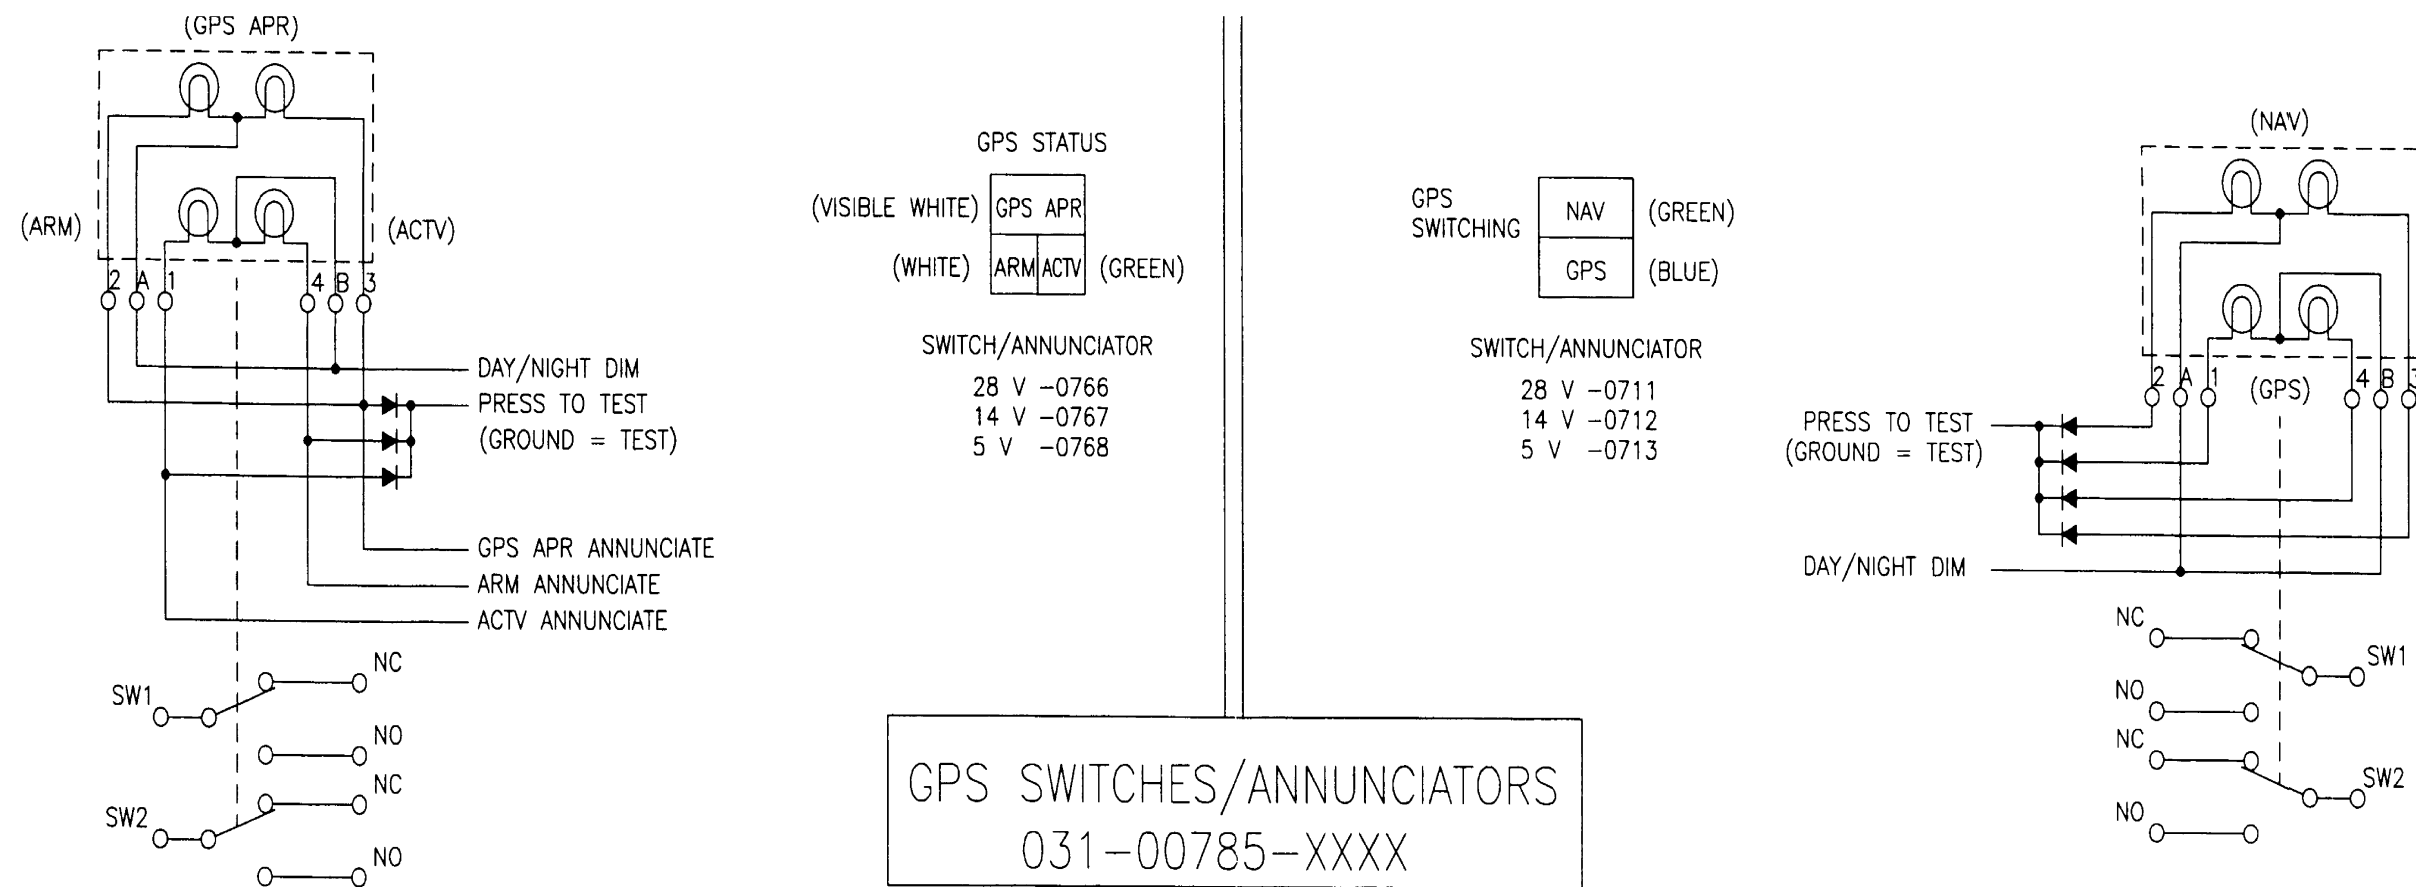 (GPS APR)
(ARM)
(ACTV)
2 A 1 4 B 3
DAY/NIGHT DIM
PRESS TO TEST
(GROUND = TEST)
GPS APR ANNUNCIATE
ARM ANNUNCIATE
ACTV ANNUNCIATE
SW1
NC
NO
SW2
NC
NO
GPS STATUS
(VISIBLE WHITE) GPS APR
(WHITE) ARM ACTV (GREEN)
SWITCH/ANNUNCIATOR
28 V -0766
14 V -0767
5 V -0768
GPS
SWITCHING
NAV (GREEN)
GPS (BLUE)
SWITCH/ANNUNCIATOR
28 V -0711
14 V -0712
5 V -0713
(NAV)
2 A 1 (GPS) 4 B 3
PRESS TO TEST
(GROUND = TEST)
DAY/NIGHT DIM
NC
SW1
NO
NC
SW2
NO
GPS SWITCHES/ANNUNCIATORS
031-00785-XXXX